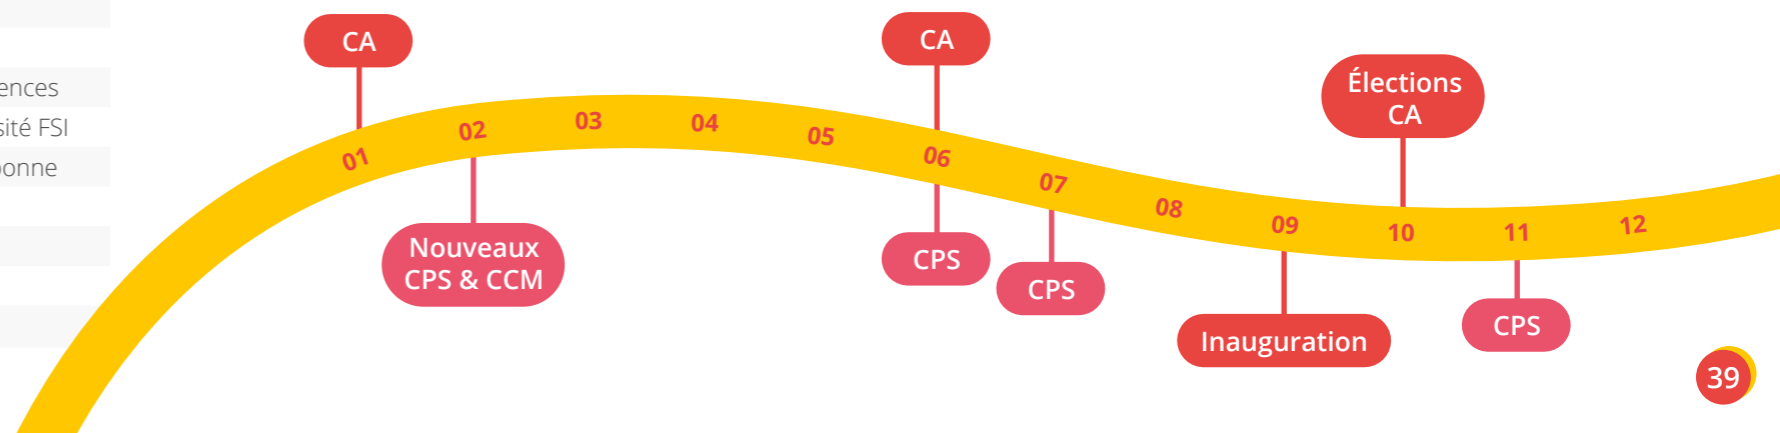 ences
sité FSI
onne
CA
CA
Élections
CA
01
02
03
04
05
06
07
08
09
10
11
12
Nouveaux
CPS & CCM
CPS
CPS
Inauguration
CPS
39